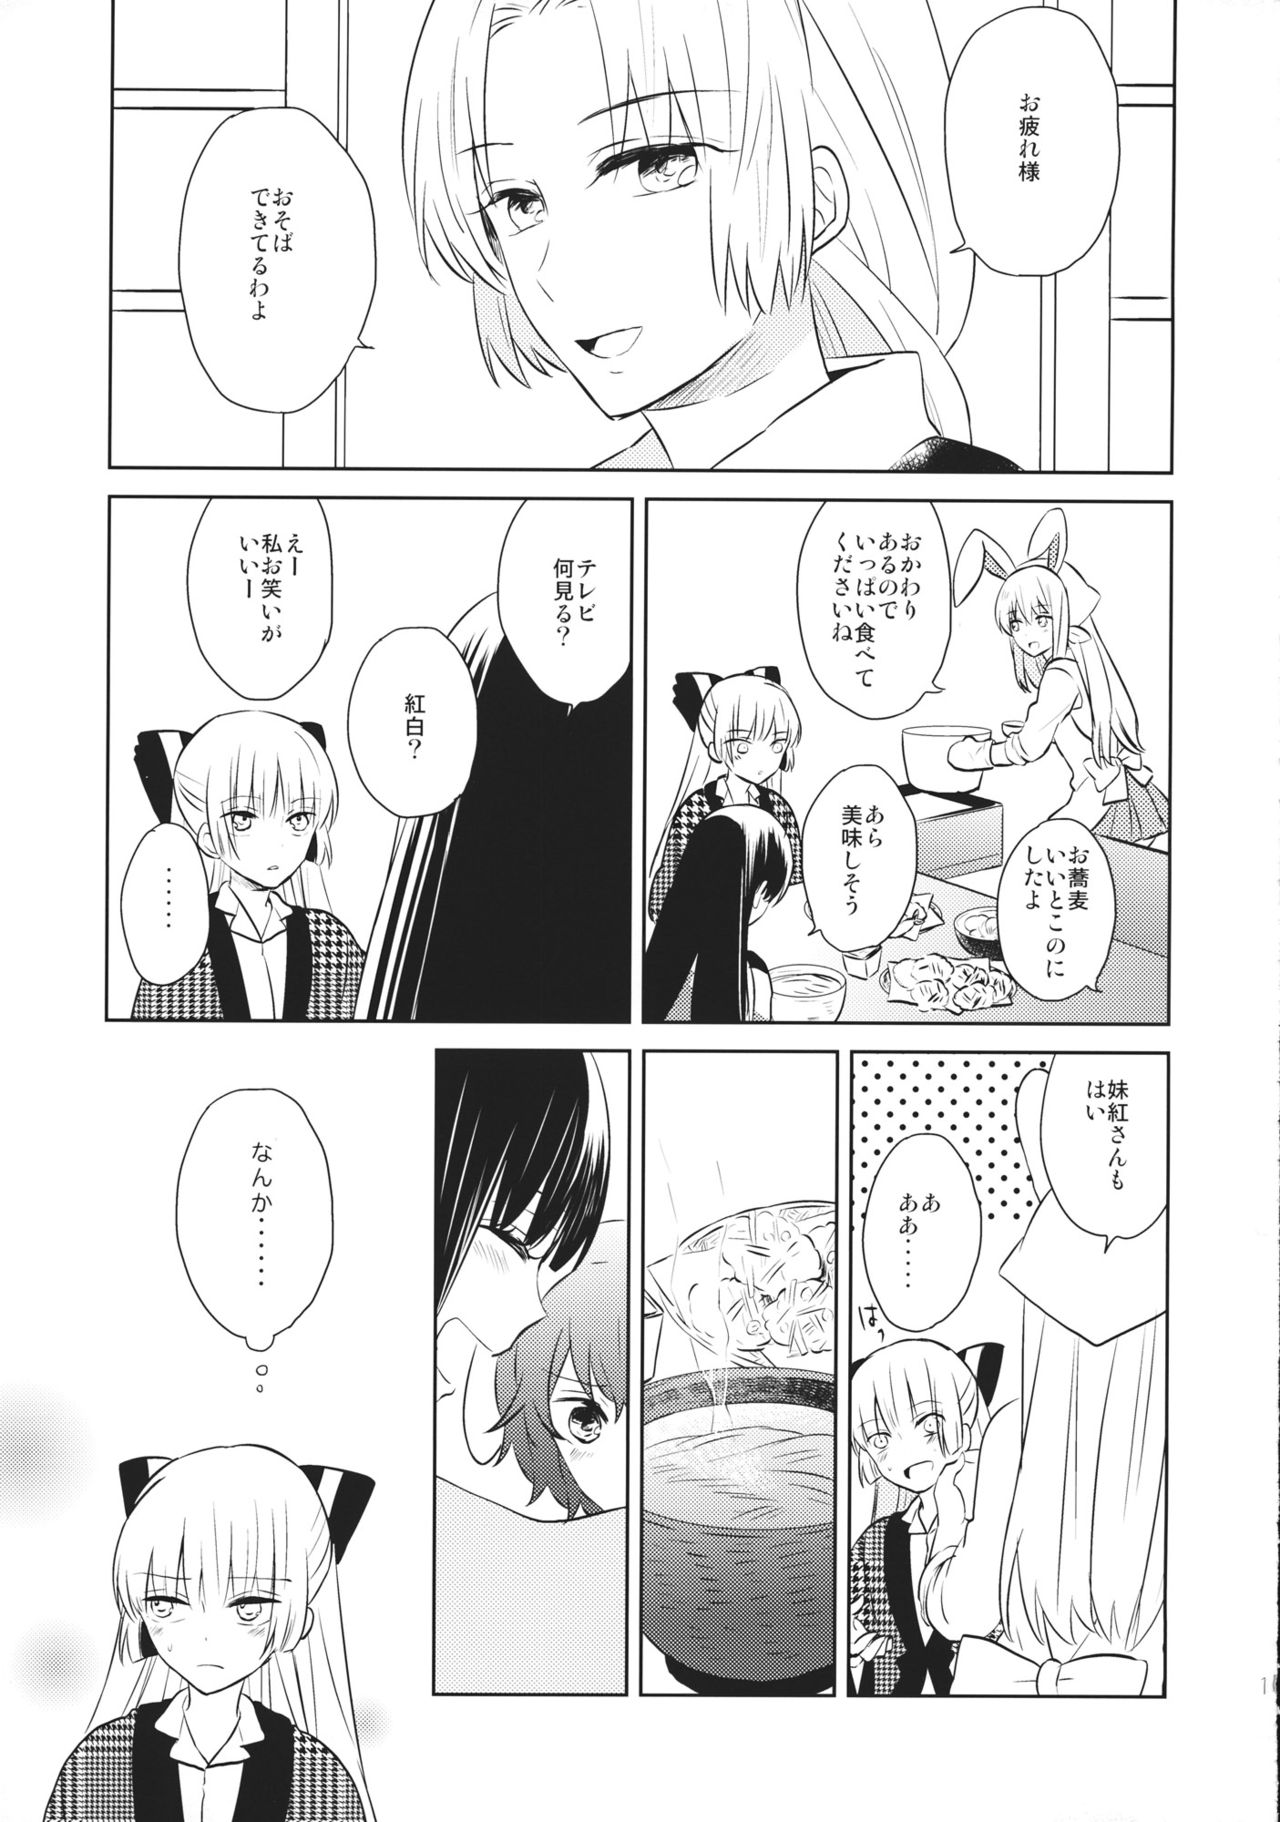 お疲れ様
おそば
できてるわよ
おかわり
あるので
いっぱい食べて
くださいね
あら
美味しそう
お蕎麦
いいとこのに
したよ
テレビ
何見る?
紅白?
えー
私お笑いが
いいー
……
妹紅さんも
はい
あ
ああ‥‥
はっ
なんか……